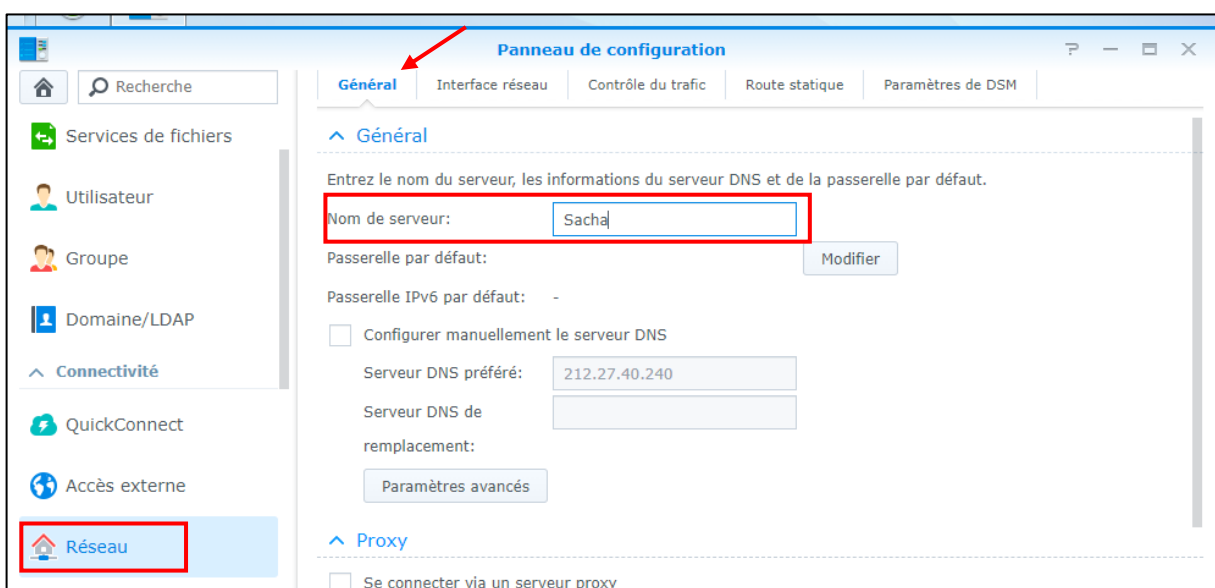 Panneau de configuration
Recherche
Général Interface réseau Contrôle du trafic Route statique Paramètres de DSM
Services de fichiers
Utilisateur
Groupe
Domaine/LDAP
Connectivité
QuickConnect
Accès externe
Réseau
Général
Entrez le nom du serveur, les informations du serveur DNS et de la passerelle par défaut.
Nom de serveur: Sacha
Passerelle par défaut: Modifier
Passerelle IPv6 par défaut: -
Configurer manuellement le serveur DNS
Serveur DNS préféré: 212.27.40.240
Serveur DNS de
remplacement:
Paramètres avancés
Proxy
Se connecter via un serveur proxy